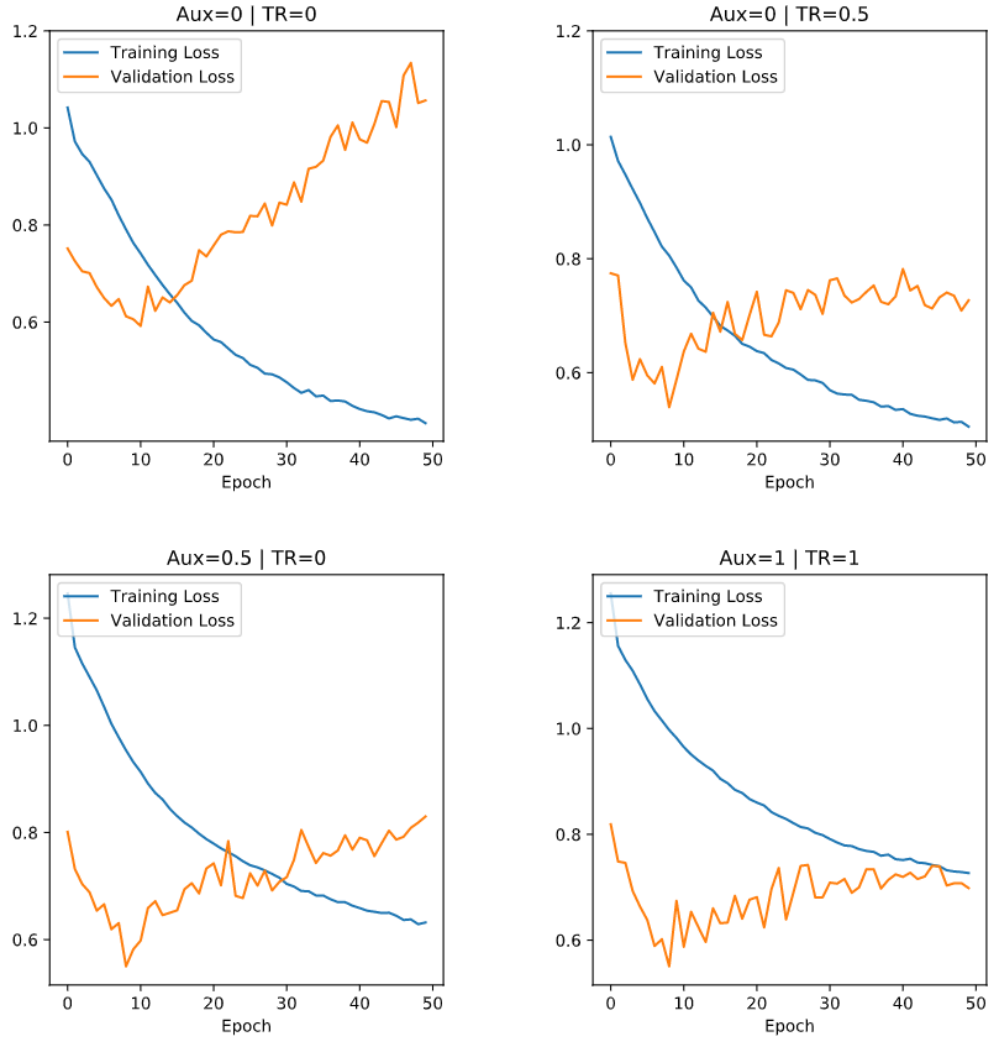 Aux=0 | TR=0
1.2
1.0
0.8
0.6
Training Loss
Validation Loss
0 10 20 30 40 50
Epoch
Aux=0 | TR=0.5
1.2
1.0
0.8
0.6
Training Loss
Validation Loss
0 10 20 30 40 50
Epoch
Aux=0.5 | TR=0
1.2
1.0
0.8
0.6
Training Loss
Validation Loss
0 10 20 30 40 50
Epoch
Aux=1 | TR=1
1.2
1.0
0.8
0.6
Training Loss
Validation Loss
0 10 20 30 40 50
Epoch